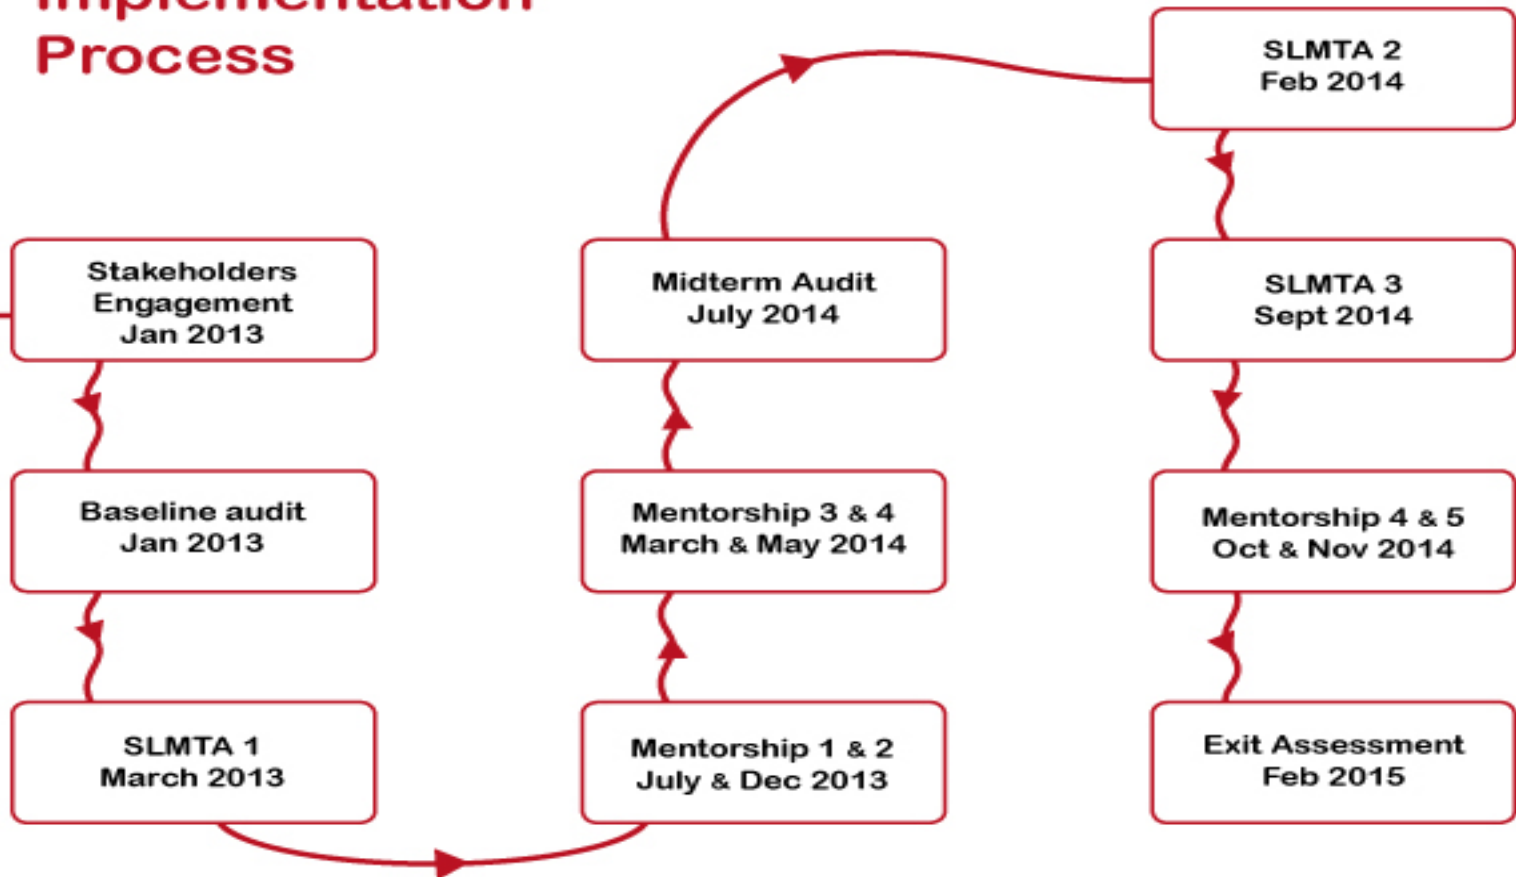 Implementation
Process
Stakeholders
Engagement
Jan 2013
Baseline audit
Jan 2013
SLMTA 1
March 2013
Mentorship 1 & 2
July & Dec 2013
Mentorship 3 & 4
March & May 2014
Midterm Audit
July 2014
SLMTA 2
Feb 2014
SLMTA 3
Sept 2014
Mentorship 4 & 5
Oct & Nov 2014
Exit Assessment
Feb 2015